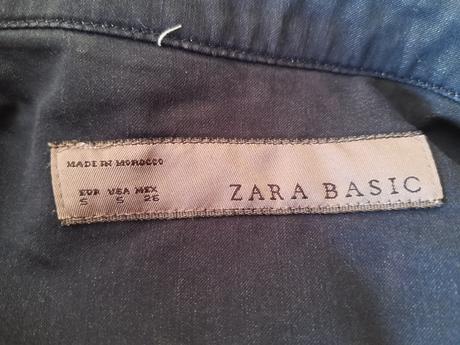 MADE IN MOROCCO
EUR USA MEX
S S 26
ZARA BASIC